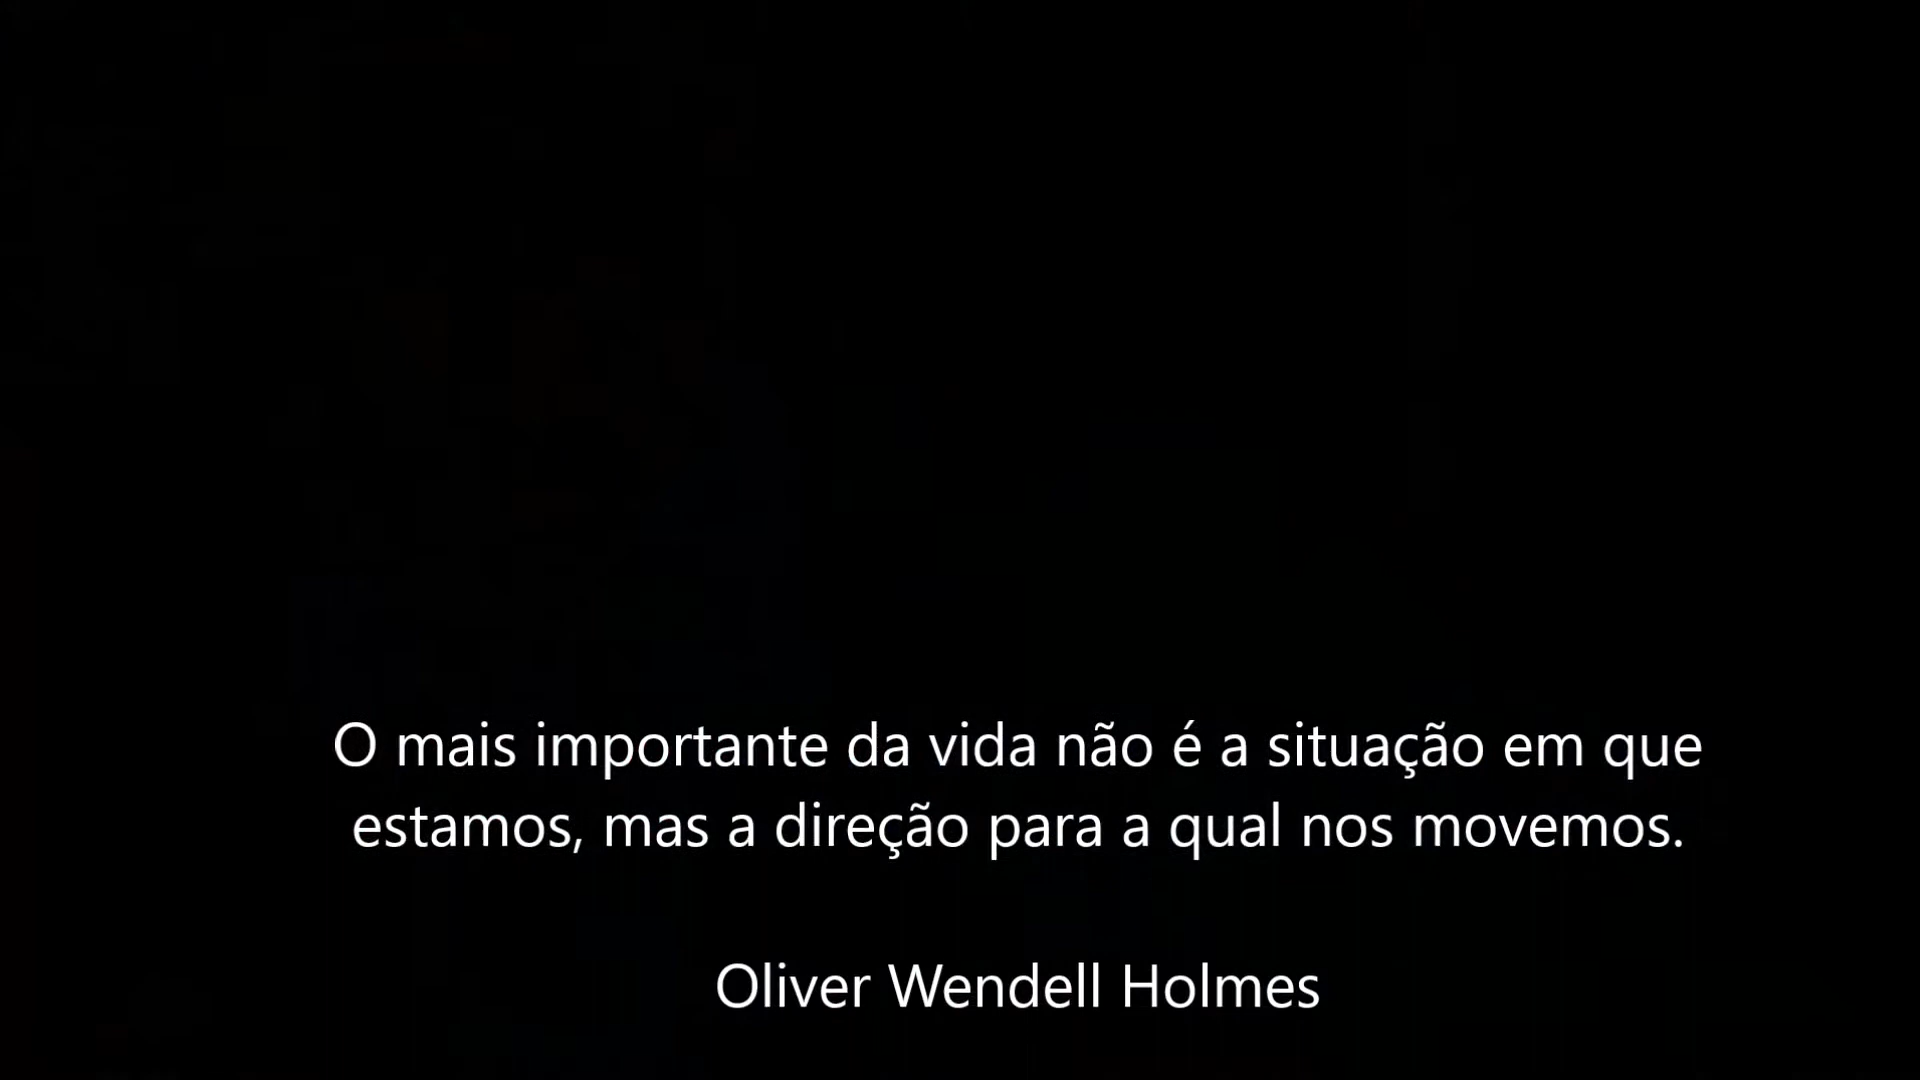 O mais importante da vida não é a situação em que
estamos, mas a direção para a qual nos movemos.
Oliver Wendell Holmes